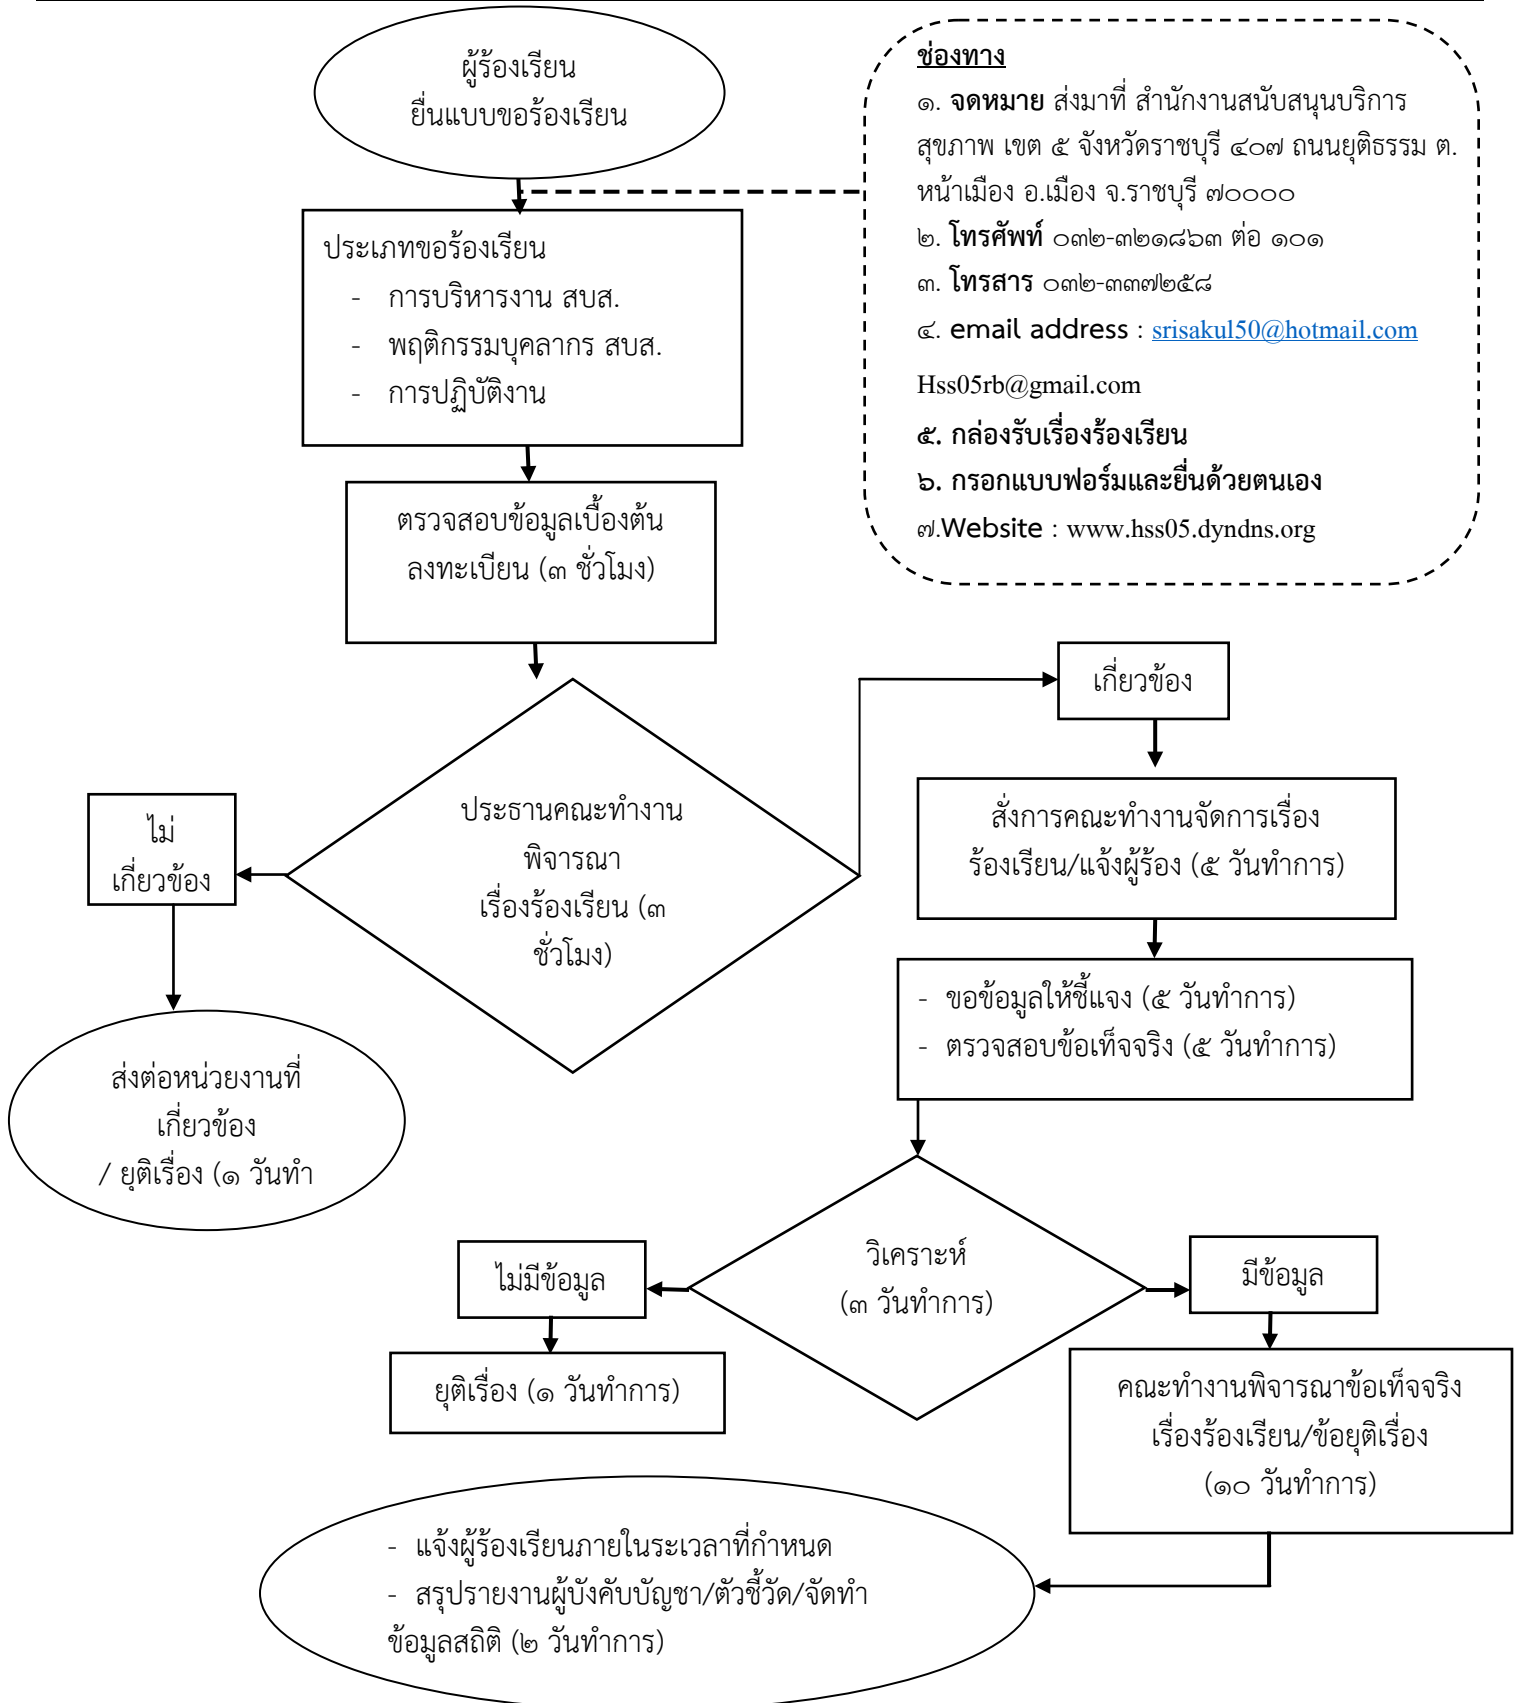 ผู้ร้องเรียน
ยื่นแบบขอร้องเรียน
ช่องทาง
๑. จดหมาย ส่งมาที่ สำนักงานสนับสนุนบริการ
สุขภาพ เขต ๕ จังหวัดราชบุรี ๔๐๗ ถนนยุติธรรม ต.
หน้าเมือง อ.เมือง จ.ราชบุรี ๗๐๐๐๐
๒. โทรศัพท์ ๐๓๒-๓๒๑๘๖๓ ต่อ ๑๐๑
๓. โทรสาร ๐๓๒-๓๓๗๒๕๘
๔. email address : srisakul50@hotmail.com
Hss05rb@gmail.com
๕. กล่องรับเรื่องร้องเรียน
๖. กรอกแบบฟอร์มและยื่นด้วยตนเอง
๗.Website : www.hss05.dyndns.org
ประเภทขอร้องเรียน
- การบริหารงาน สบส.
- พฤติกรรมบุคลากร สบส.
- การปฏิบัติงาน
ตรวจสอบข้อมูลเบื้องต้น
ลงทะเบียน (๓ ชั่วโมง)
ประธานคณะทำงาน
พิจารณา
เรื่องร้องเรียน (๓
ชั่วโมง)
ไม่
เกี่ยวข้อง
ส่งต่อหน่วยงานที่
เกี่ยวข้อง
/ ยุติเรื่อง (๑ วันทำ
เกี่ยวข้อง
สั่งการคณะทำงานจัดการเรื่อง
ร้องเรียน/แจ้งผู้ร้อง (๕ วันทำการ)
- ขอข้อมูลให้ชี้แจง (๕ วันทำการ)
- ตรวจสอบข้อเท็จจริง (๕ วันทำการ)
วิเคราะห์
(๓ วันทำการ)
ไม่มีข้อมูล
ยุติเรื่อง (๑ วันทำการ)
มีข้อมูล
คณะทำงานพิจารณาข้อเท็จจริง
เรื่องร้องเรียน/ข้อยุติเรื่อง
(๑๐ วันทำการ)
- แจ้งผู้ร้องเรียนภายในระเวลาที่กำหนด
- สรุปรายงานผู้บังคับบัญชา/ตัวชี้วัด/จัดทำ
ข้อมูลสถิติ (๒ วันทำการ)